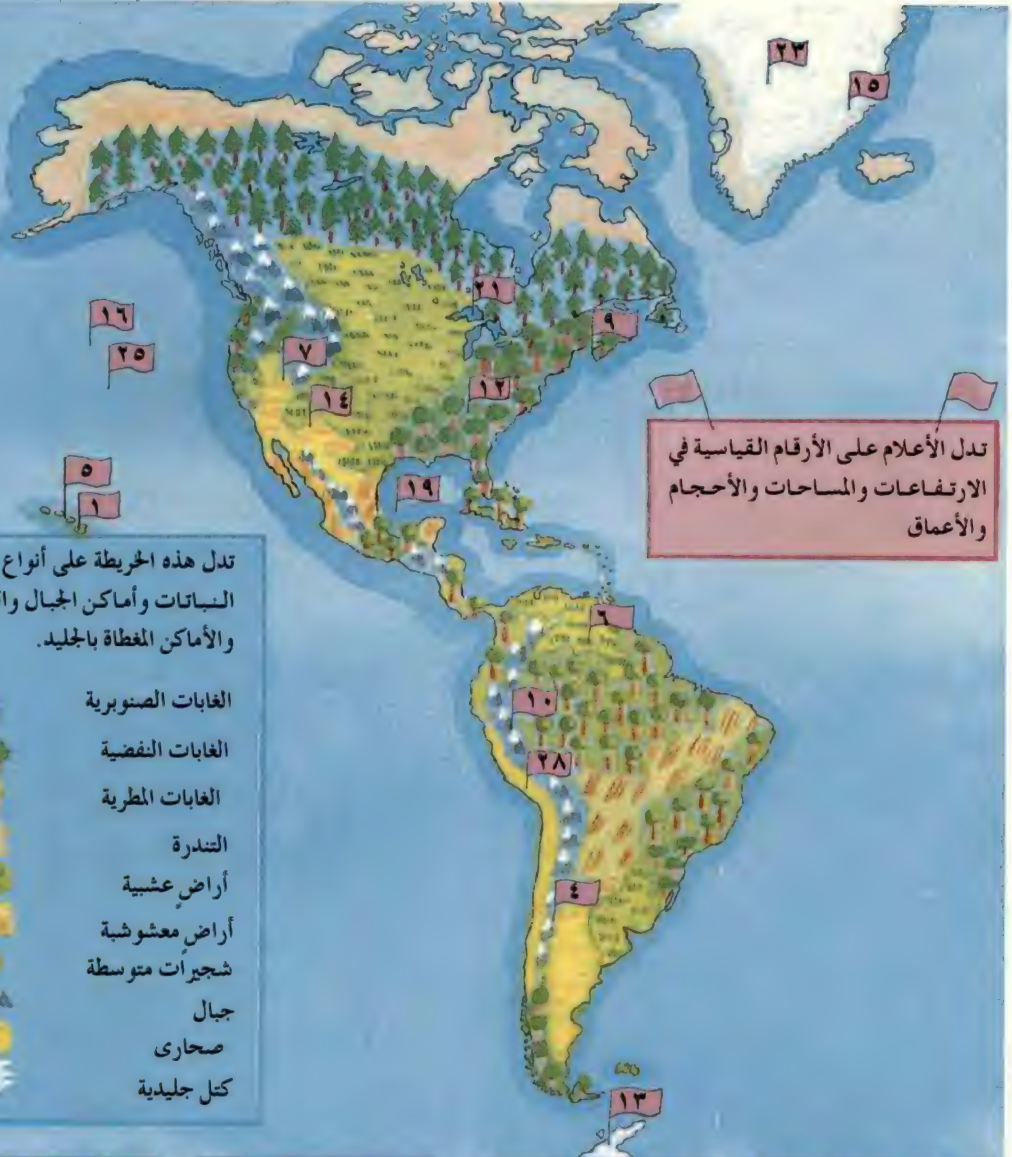 ٢٣
١٥
٢١
١٦
٩
٢٥
٧
١٢
١٤
تدل الأعلام على الأرقام القياسية في
الارتفاعات والمساحات والأحجام
والأعماق
٥
١٩
١
تدل هذه الخريطة على أنواع
النباتات وأماكن الجبال
والأماكن المغطاة بالجليد.
الغابات الصنوبرية
الغابات النفضية
الغابات المطرية
التندرة
أراضٍ عشبية
أراضٍ معشوشبة
شجيرات متوسطة
جبال
صحارى
كتل جليدية
٦
١٠
٢٨
٤
١٣